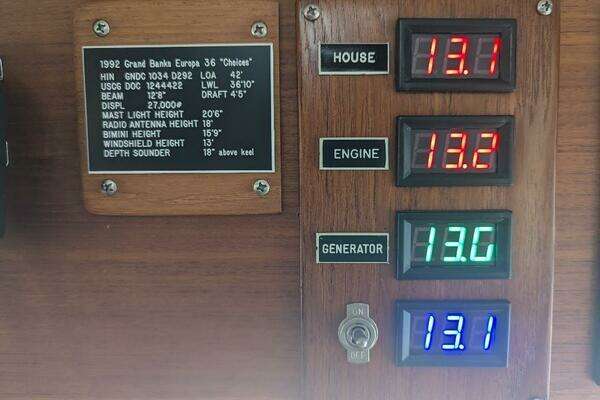 1992 Grand Banks Europa 36 "Choices"
HIN GNDC 1034 D292 LOA 42'
USCG DOC 1244422 LWL 36'10"
BEAM 12'8" DRAFT 4'5"
DISPL 27,000#
MAST LIGHT HEIGHT 20'6"
RADIO ANTENNA HEIGHT 18'
BIMINI HEIGHT 15'9"
WINDSHIELD HEIGHT 13'
DEPTH SOUNDER 18" above keel
HOUSE 13.1
ENGINE 13.2
GENERATOR 13.0
ON
OFF
13.1